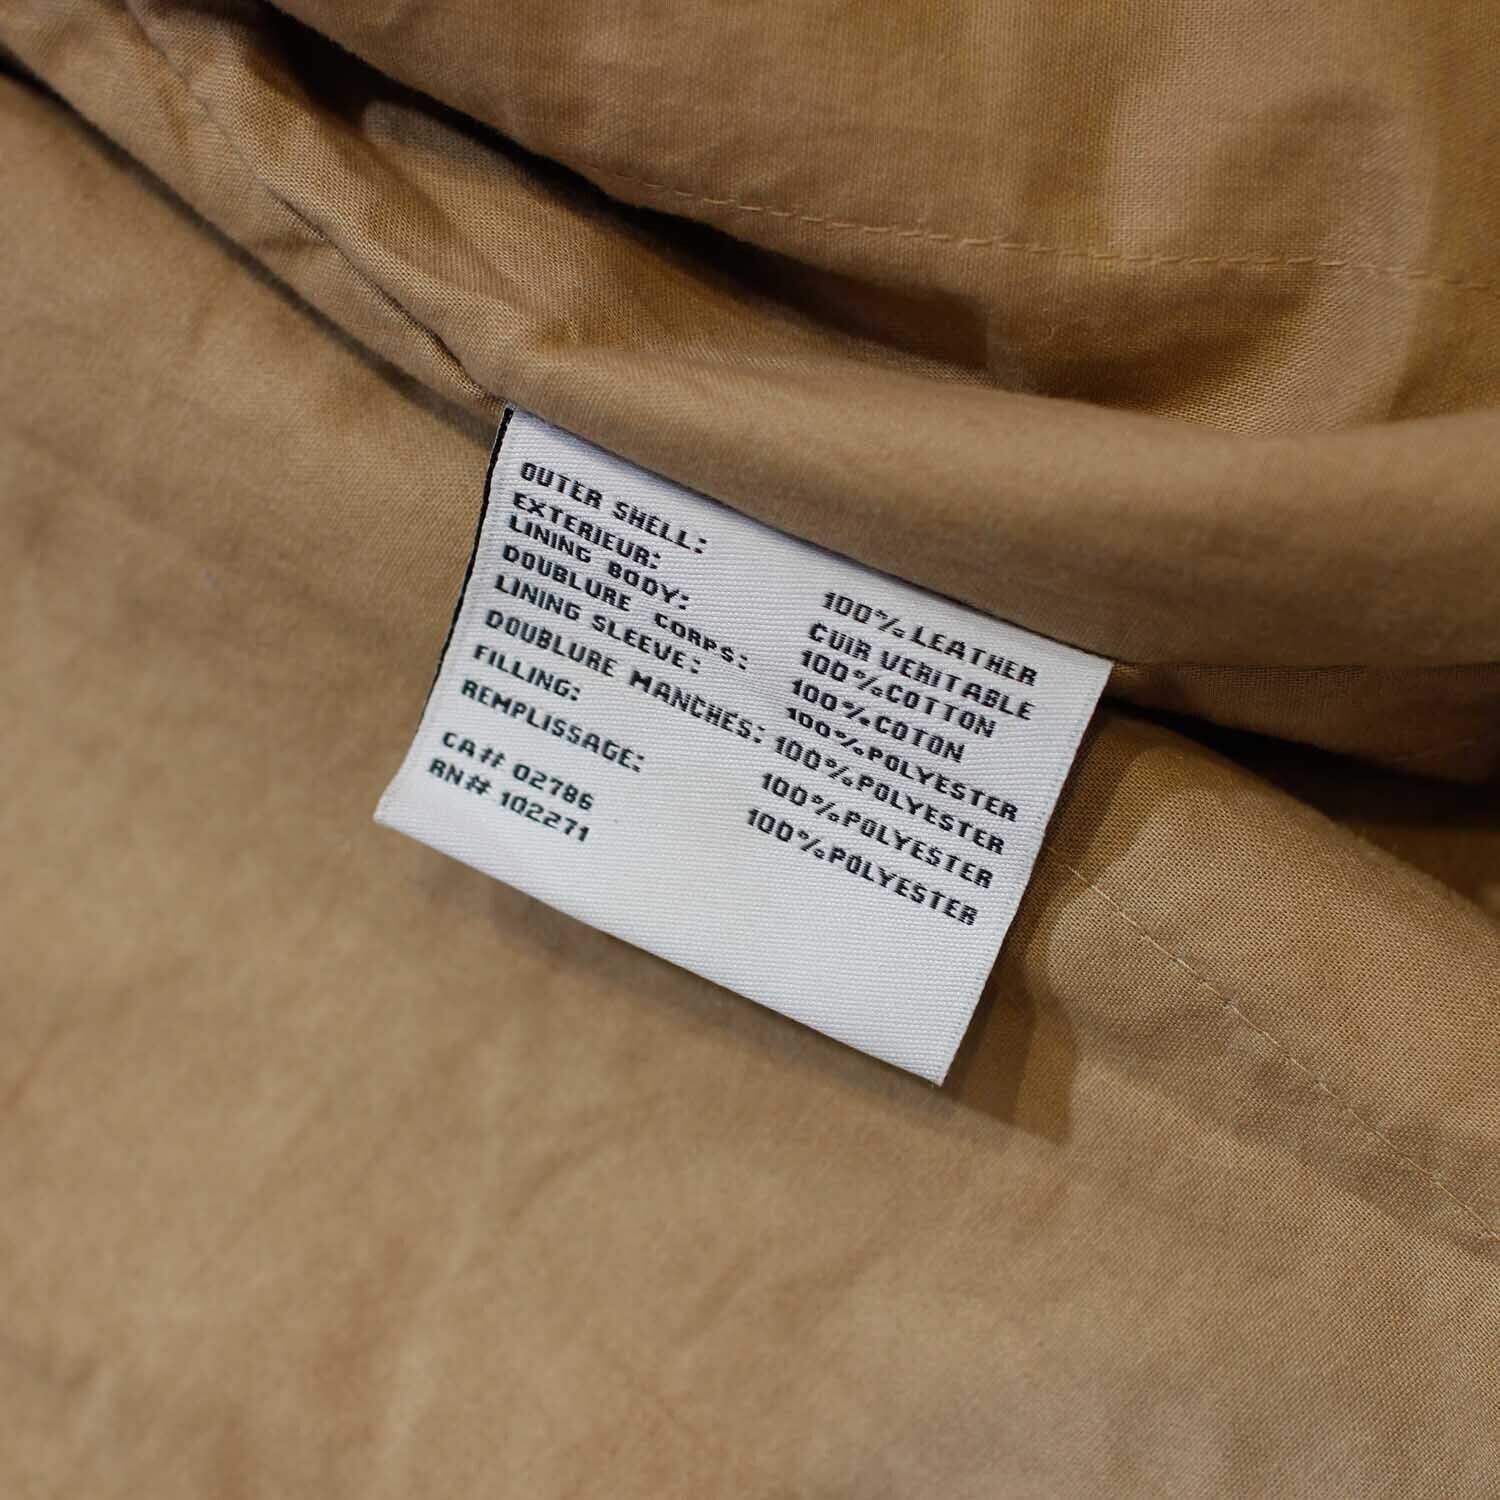 OUTER SHELL: 100% LEATHER
EXTERIEUR: CUIR VERITABLE
LINING BODY: 100% COTTON
DOUBLURE CORPS: 100% COTON
LINING SLEEVE: 100% POLYESTER
DOUBLURE MANCHES: 100% POLYESTER
FILLING: 100% POLYESTER
REMPLISSAGE: 100% POLYESTER
CA# 02786
RN# 102271